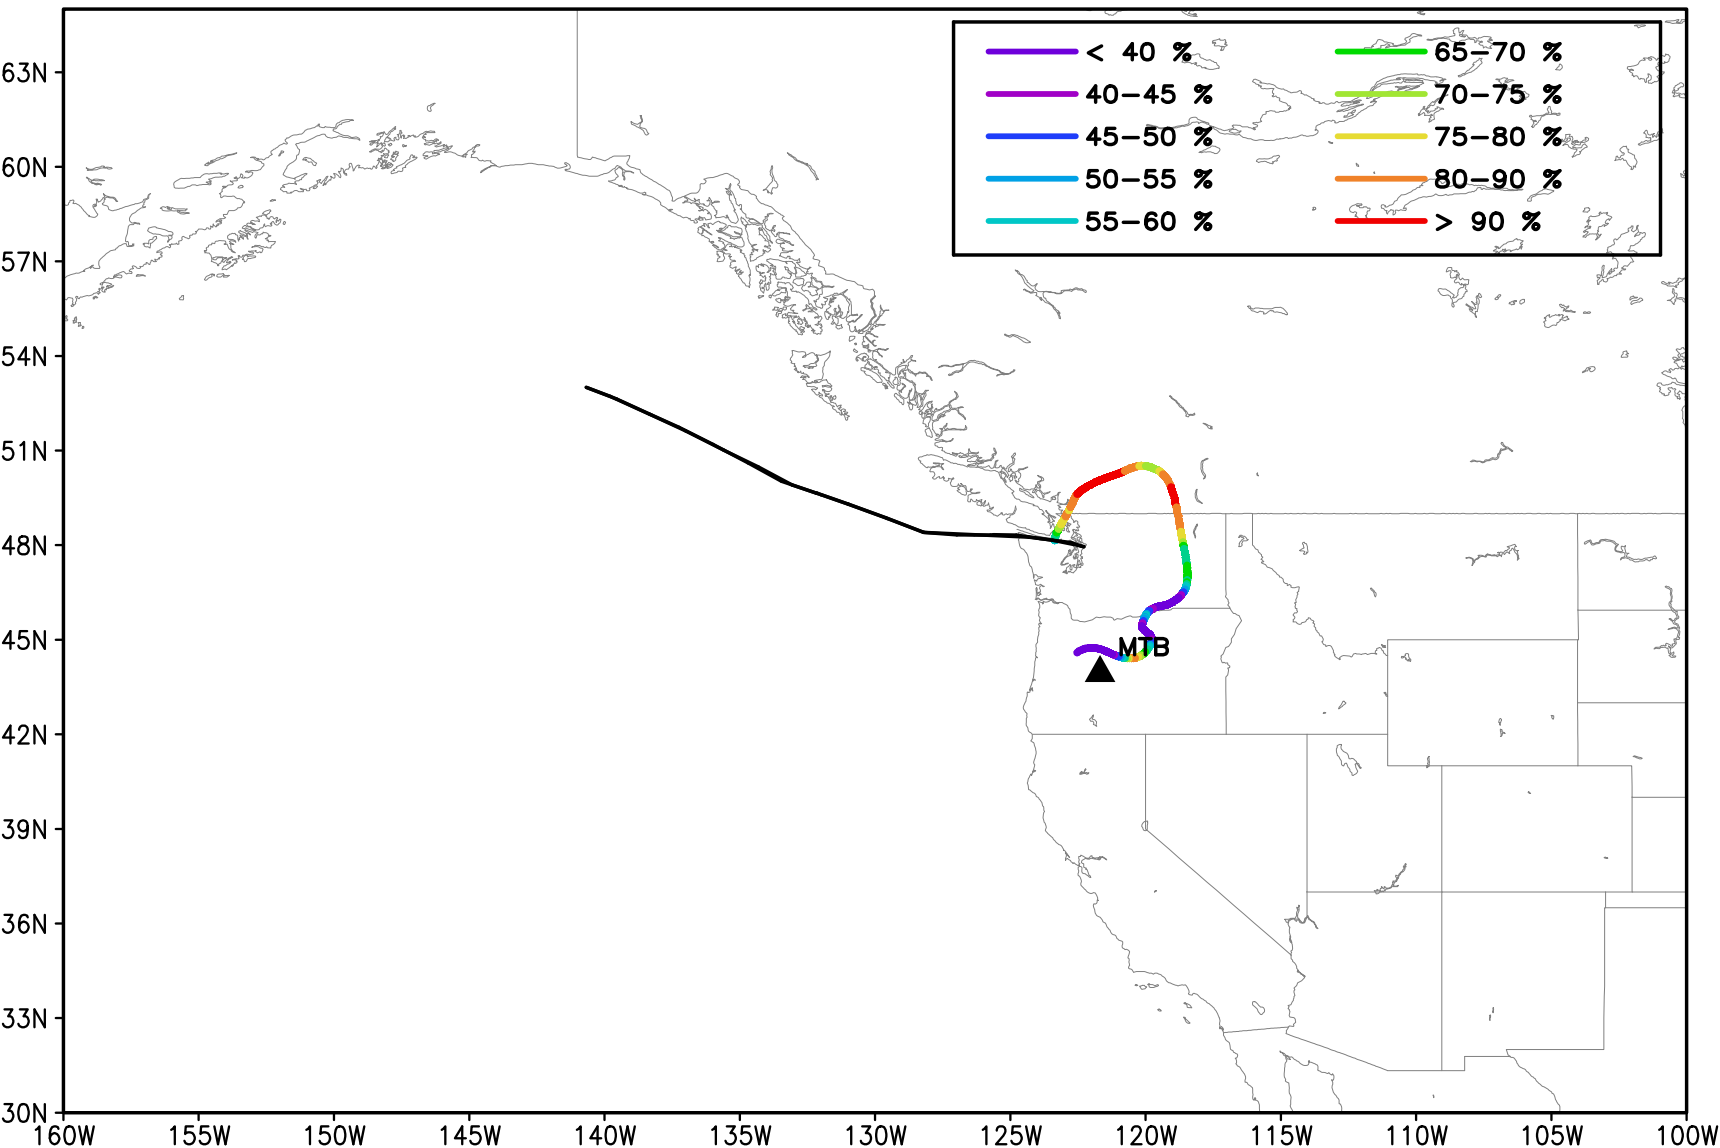 63N
60N
57N
54N
51N
48N
45N
42N
39N
36N
33N
30N
< 40 %
40-45 %
45-50 %
50-55 %
55-60 %
65-70 %
70-75 %
75-80 %
80-90 %
> 90 %
MTB
160W 155W 150W 145W 140W 135W 130W 125W 120W 115W 110W 105W 100W